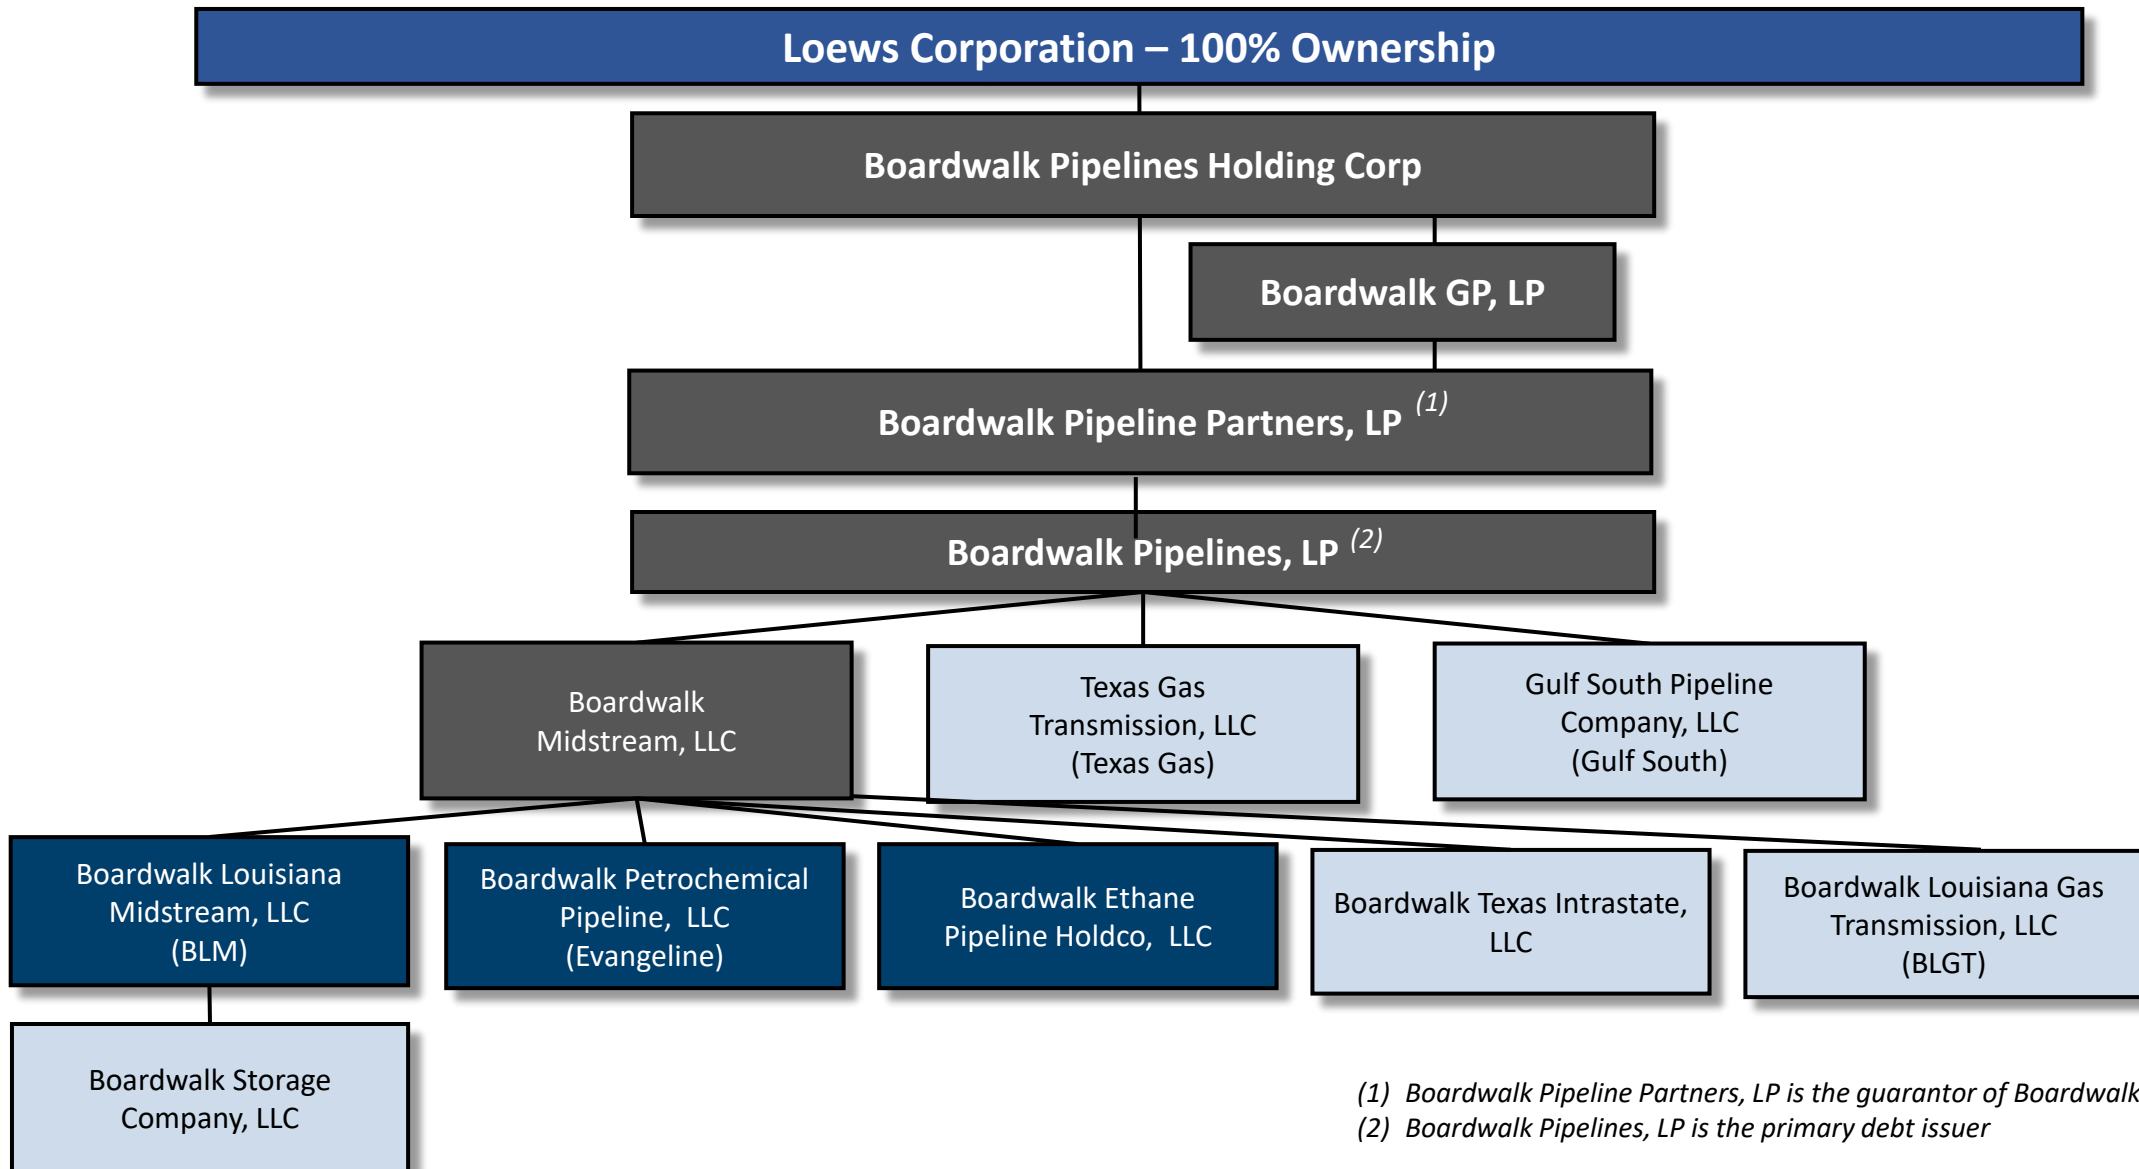 Loews Corporation – 100% Ownership
Boardwalk Pipelines Holding Corp
Boardwalk GP, LP
Boardwalk Pipeline Partners, LP (1)
Boardwalk Pipelines, LP (2)
Boardwalk
Midstream, LLC
Texas Gas
Transmission, LLC
(Texas Gas)
Gulf South Pipeline
Company, LLC
(Gulf South)
Boardwalk Louisiana
Midstream, LLC
(BLM)
Boardwalk Petrochemical
Pipeline, LLC
(Evangeline)
Boardwalk Ethane
Pipeline Holdco, LLC
Boardwalk Texas Intrastate,
LLC
Boardwalk Louisiana Gas
Transmission, LLC
(BLGT)
Boardwalk Storage
Company, LLC
(1) Boardwalk Pipeline Partners, LP is the guarantor of Boardwalk
(2) Boardwalk Pipelines, LP is the primary debt issuer